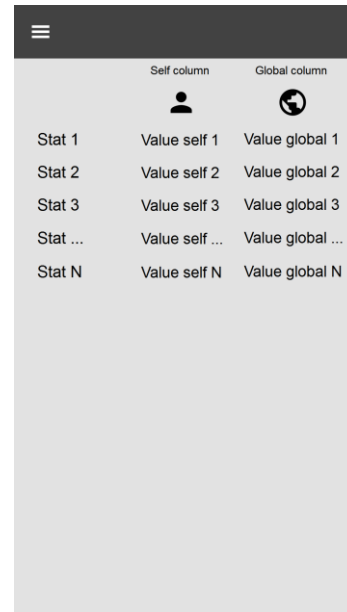 Self column Global column
Stat 1 Value self 1 Value global 1
Stat 2 Value self 2 Value global 2
Stat 3 Value self 3 Value global 3
Stat ... Value self ... Value global ...
Stat N Value self N Value global N